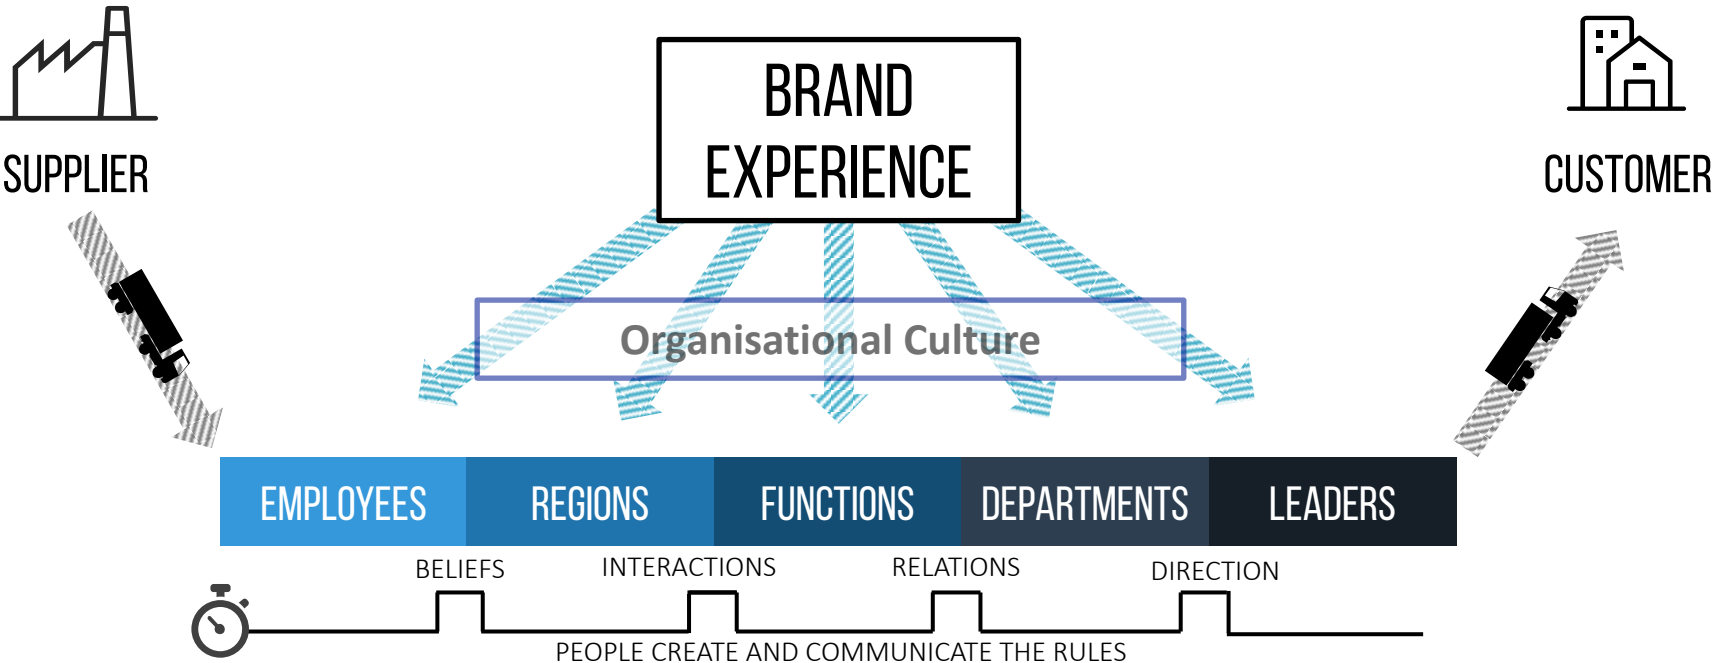 BRAND
EXPERIENCE
SUPPLIER
CUSTOMER
Organisational Culture
EMPLOYEES
REGIONS
FUNCTIONS
DEPARTMENTS
LEADERS
BELIEFS
INTERACTIONS
RELATIONS
DIRECTION
PEOPLE CREATE AND COMMUNICATE THE RULES